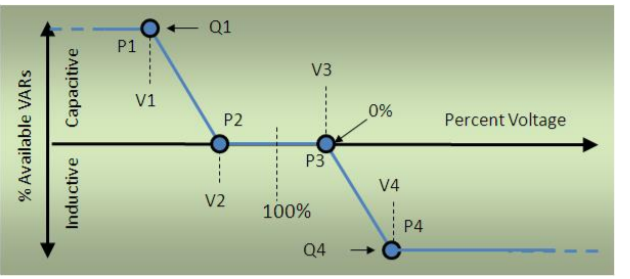 Q1
P1
V3
V1
P2
0%
Percent Voltage
% Available VARs
Capacitive
Inductive
P3
V4
V2
100%
P4
Q4